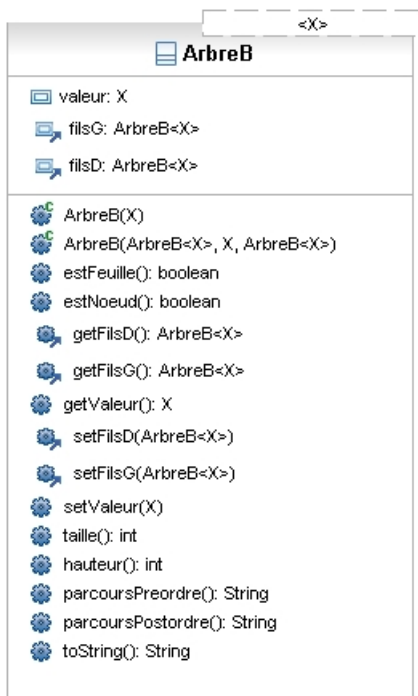 <X>
ArbreB
valeur: X
filsG: ArbreB<X>
filsD: ArbreB<X>
ArbreB(X)
ArbreB(ArbreB<X>, X, ArbreB<X>)
estFeuille(): boolean
estNoeud(): boolean
getFilsD(): ArbreB<X>
getFilsG(): ArbreB<X>
getValeur(): X
setFilsD(ArbreB<X>)
setFilsG(ArbreB<X>)
setValeur(X)
taille(): int
hauteur(): int
parcoursPreordre(): String
parcoursPostordre(): String
toString(): String